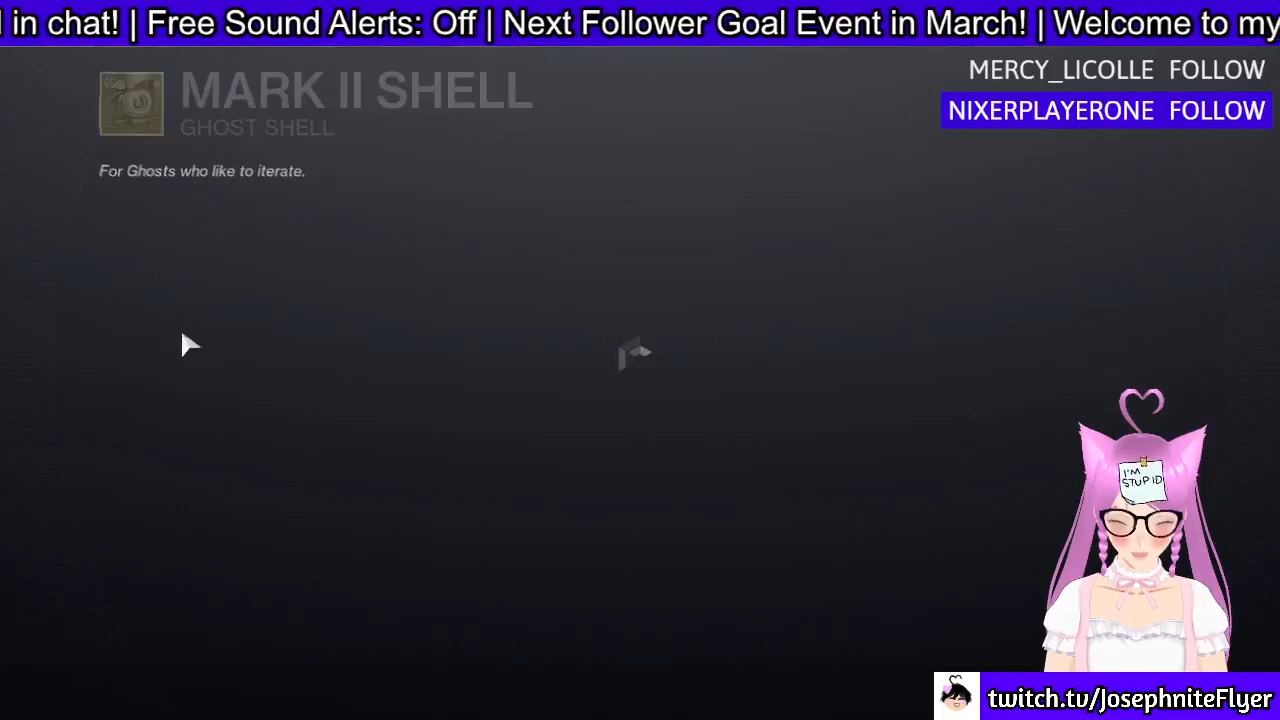 in chat! | Free Sound Alerts: Off | Next Follower Goal Event in March! | Welcome to my
MARK II SHELL
GHOST SHELL
For Ghosts who like to iterate.
MERCY_LICOLLE FOLLOW
NIXERPLAYERONE FOLLOW
I'M
STUPID
twitch.tv/JosephniteFlyer